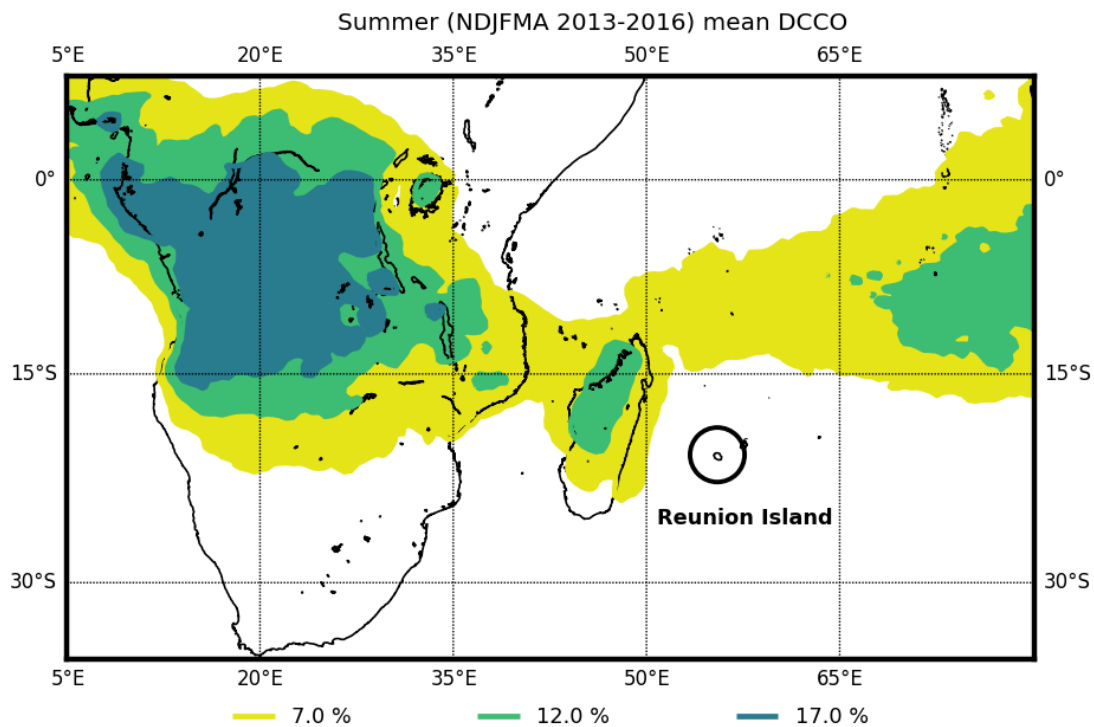 Summer (NDJFMA 2013-2016) mean DCCO
5°E 20°E 35°E 50°E 65°E
0° 0°
15°S 15°S
Reunion Island
30°S 30°S
5°E 20°E 35°E 50°E 65°E
7.0 % 12.0 % 17.0 %